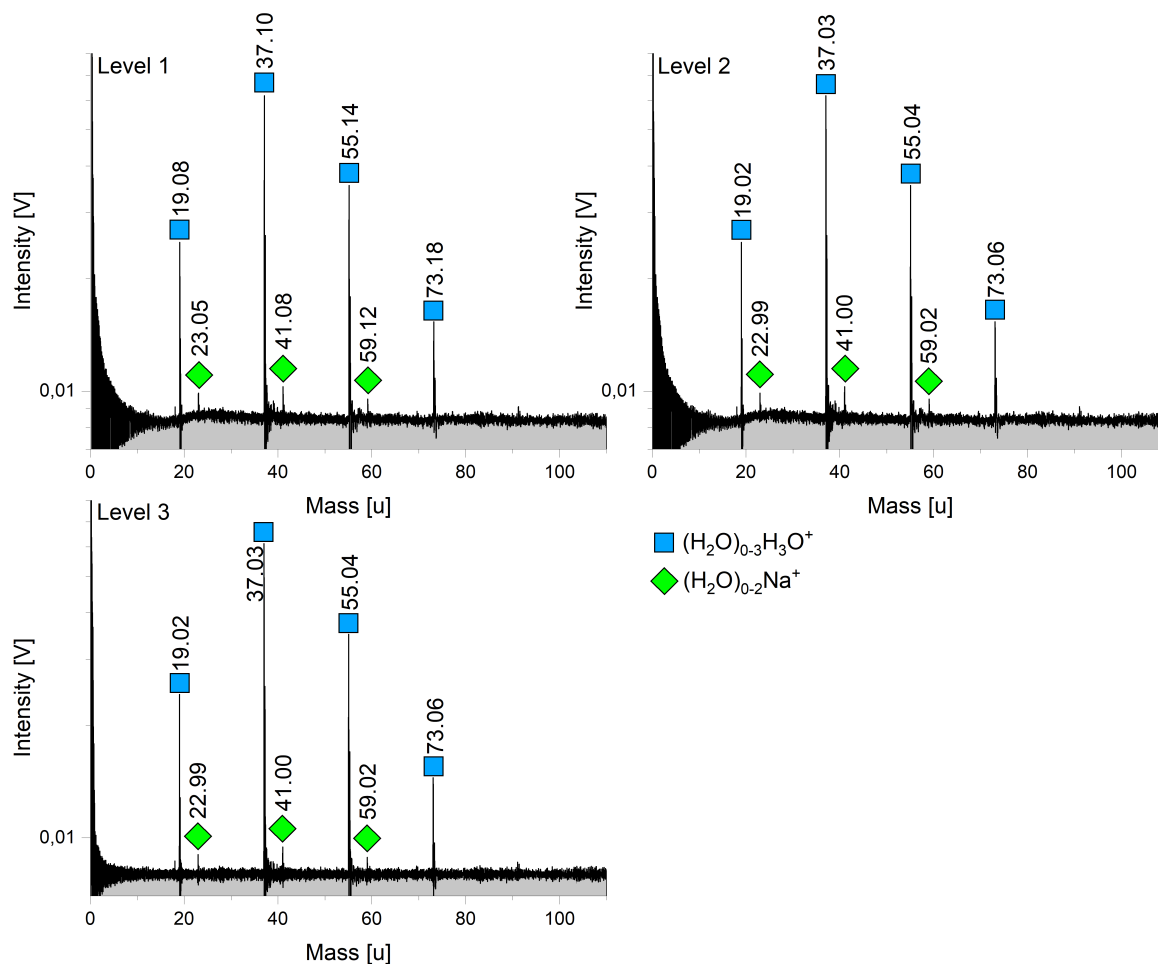 Level 1
19.08
23.05
37.10
41.08
55.14
59.12
73.18
Intensity [V]
0,01
0 20 40 60 80 100
Mass [u]
Level 2
19.02
22.99
37.03
41.00
55.04
59.02
73.06
Intensity [V]
0,01
0 20 40 60 80 100
Mass [u]
Level 3
19.02
22.99
37.03
41.00
55.04
59.02
73.06
Intensity [V]
0,01
0 20 40 60 80 100
Mass [u]
(H₂O)₀₋₃H₃O⁺
(H₂O)₀₋₂Na⁺